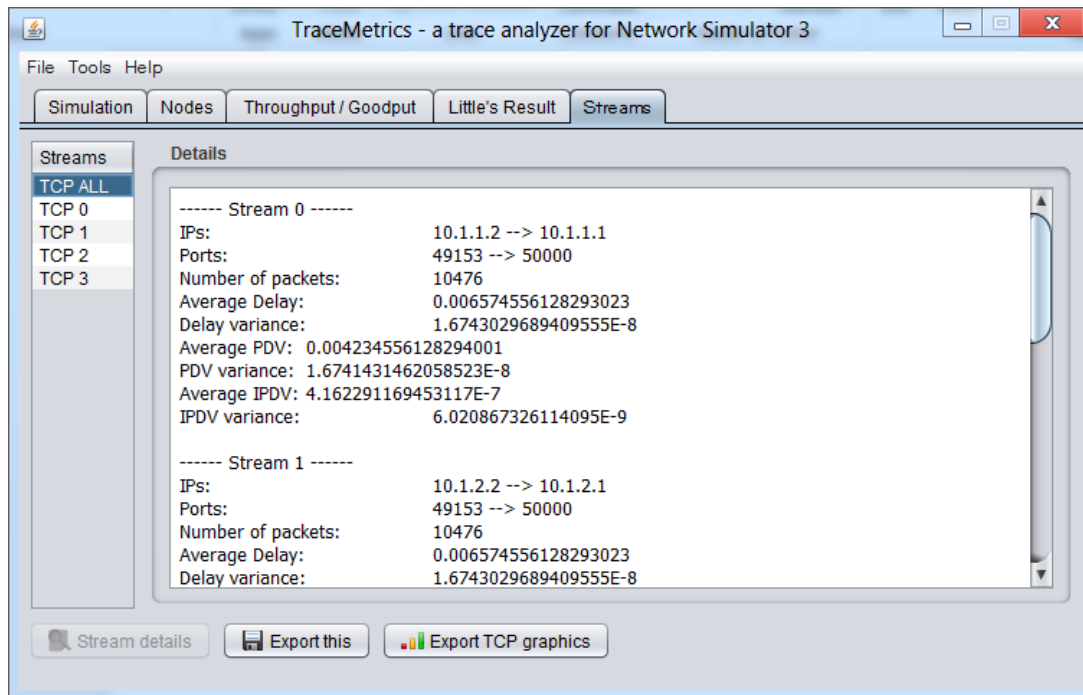 TraceMetrics - a trace analyzer for Network Simulator 3
File Tools Help
Simulation Nodes Throughput / Goodput Little's Result Streams
Streams
TCP ALL
TCP 0
TCP 1
TCP 2
TCP 3
Details
------ Stream 0 ------
IPs: 10.1.1.2 --> 10.1.1.1
Ports: 49153 --> 50000
Number of packets: 10476
Average Delay: 0.006574556128293023
Delay variance: 1.6743029689409555E-8
Average PDV: 0.004234556128294001
PDV variance: 1.6741431462058523E-8
Average IPDV: 4.162291169453117E-7
IPDV variance: 6.020867326114095E-9
------ Stream 1 ------
IPs: 10.1.2.2 --> 10.1.2.1
Ports: 49153 --> 50000
Number of packets: 10476
Average Delay: 0.006574556128293023
Delay variance: 1.6743029689409555E-8
Stream details Export this Export TCP graphics